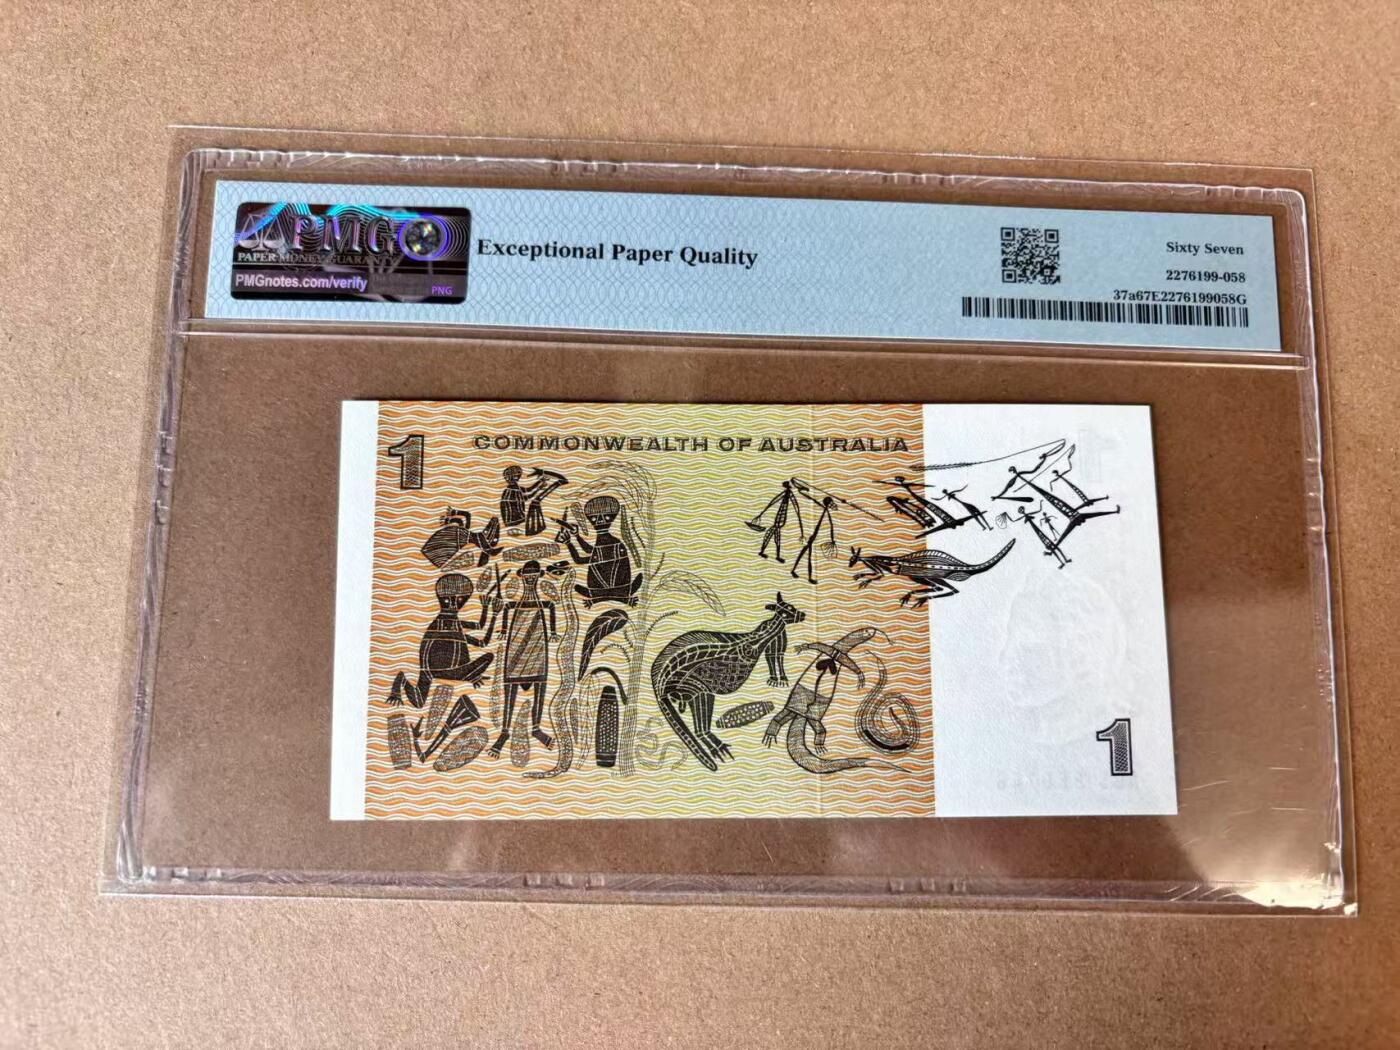 PMG
PAPER MONEY GUARANTY
PMGnotes.com/verify
PNG
Exceptional Paper Quality
Sixty Seven
2276199-058
37a67E2276199058G
1
COMMONWEALTH OF AUSTRALIA
1